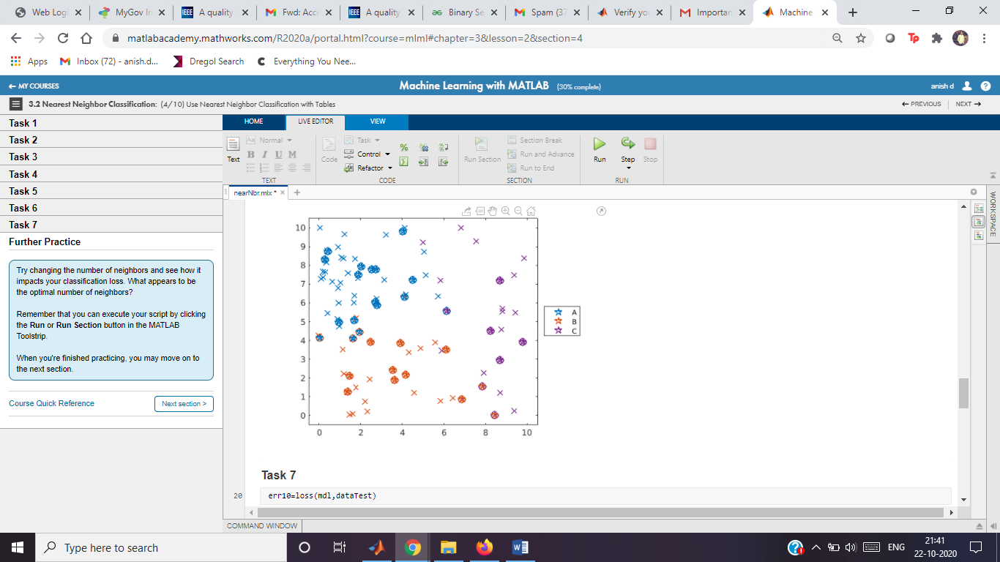 Web Logi
MyGov In
A quality
Fwd: Acc
A quality
Binary Se
Spam (37
Verify you
Importan
Machine
matlabacademy.mathworks.com/R2020a/portal.html?course=mlml#chapter=3&lesson=2&section=4
Apps
Inbox (72) - anish.d...
Dregol Search
Everything You Nee...
← MY COURSES
Machine Learning with MATLAB (30% complete)
anish d
3.2 Nearest Neighbor Classification: (4/10) Use Nearest Neighbor Classification with Tables
← PREVIOUS
NEXT →
Task 1
Task 2
Task 3
Task 4
Task 5
Task 6
Task 7
Further Practice
Try changing the number of neighbors and see how it
impacts your classification loss. What appears to be
the optimal number of neighbors?
Remember that you can execute your script by clicking
the Run or Run Section button in the MATLAB
Toolstrip.
When you're finished practicing, you may move on to
the next section.
Course Quick Reference
Next section >
HOME
LIVE EDITOR
VIEW
Text
Aa Normal
B I U M
TEXT
Code
Task
Control
Refactor
CODE
Run Section
Section Break
Run and Advance
Run to End
SECTION
Run
Step
Stop
RUN
nearNbr.mlx *
WORKSPACE
10
9
8
7
6
5
4
3
2
1
0
0 2 4 6 8 10
A
B
C
Task 7
20
err10=loss(mdl,dataTest)
COMMAND WINDOW
Type here to search
ENG
21:41
22-10-2020